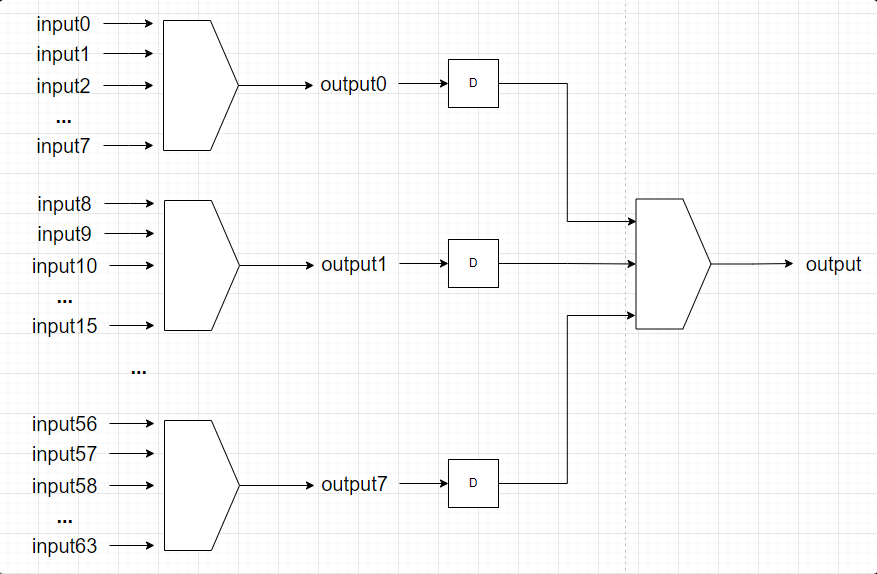 input0
input1
input2
...
input7
output0
D
input8
input9
input10
...
input15
output1
D
output
...
input56
input57
input58
...
input63
output7
D